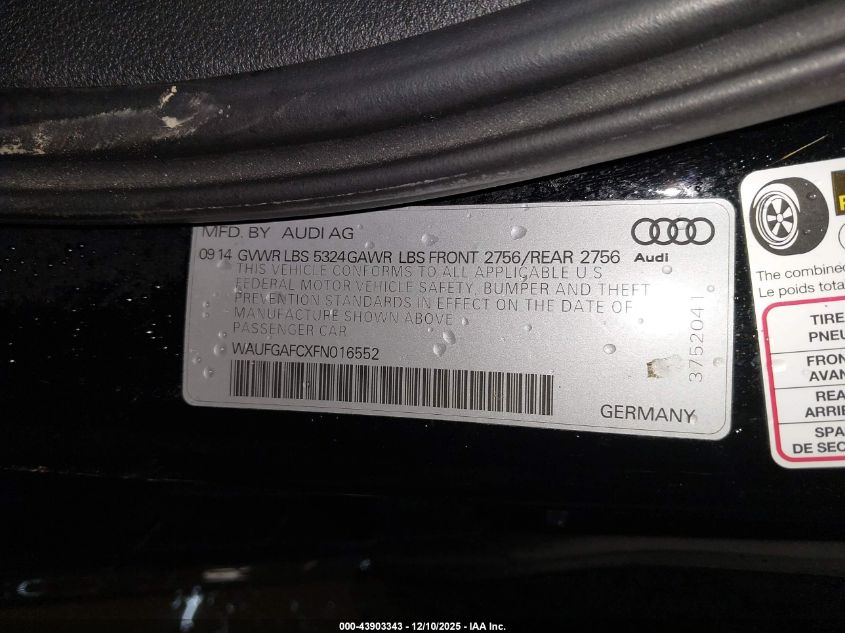 MFD. BY AUDI AG
09 14 GVWR LBS 5324 GAWR LBS FRONT 2756/REAR 2756
Audi
THIS VEHICLE CONFORMS TO ALL APPLICABLE U S
FEDERAL MOTOR VEHICLE SAFETY, BUMPER AND THEFT
PREVENTION STANDARDS IN EFFECT ON THE DATE OF
MANUFACTURE SHOWN ABOVE
PASSENGER CAR
WAUFGAFCXFN016552
3752041
GERMANY
The combined
Le poids tota
TIRE
PNEU
FRON
AVAN
REA
ARRIE
SPA
DE SEC
000-43903343 - 12/10/2025 - IAA Inc.